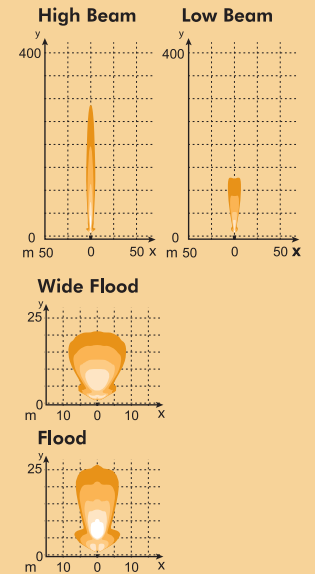 High Beam Low Beam
y y
400 400
0 0
m 50 0 50 x m 50 0 50 x
Wide Flood
y
25
0
m 10 0 10 x
Flood
y
25
0
m 10 0 10 x